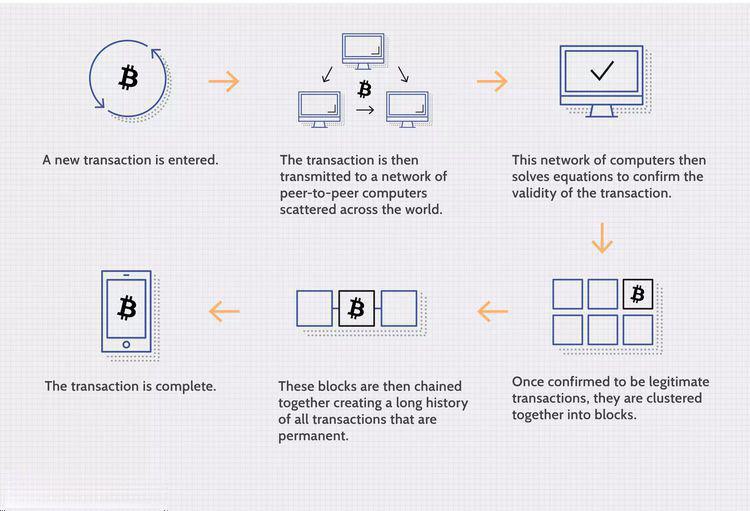 A new transaction is entered.
The transaction is then
transmitted to a network of
peer-to-peer computers
scattered across the world.
This network of computers then
solves equations to confirm the
validity of the transaction.
Once confirmed to be legitimate
transactions, they are clustered
together into blocks.
These blocks are then chained
together creating a long history
of all transactions that are
permanent.
The transaction is complete.